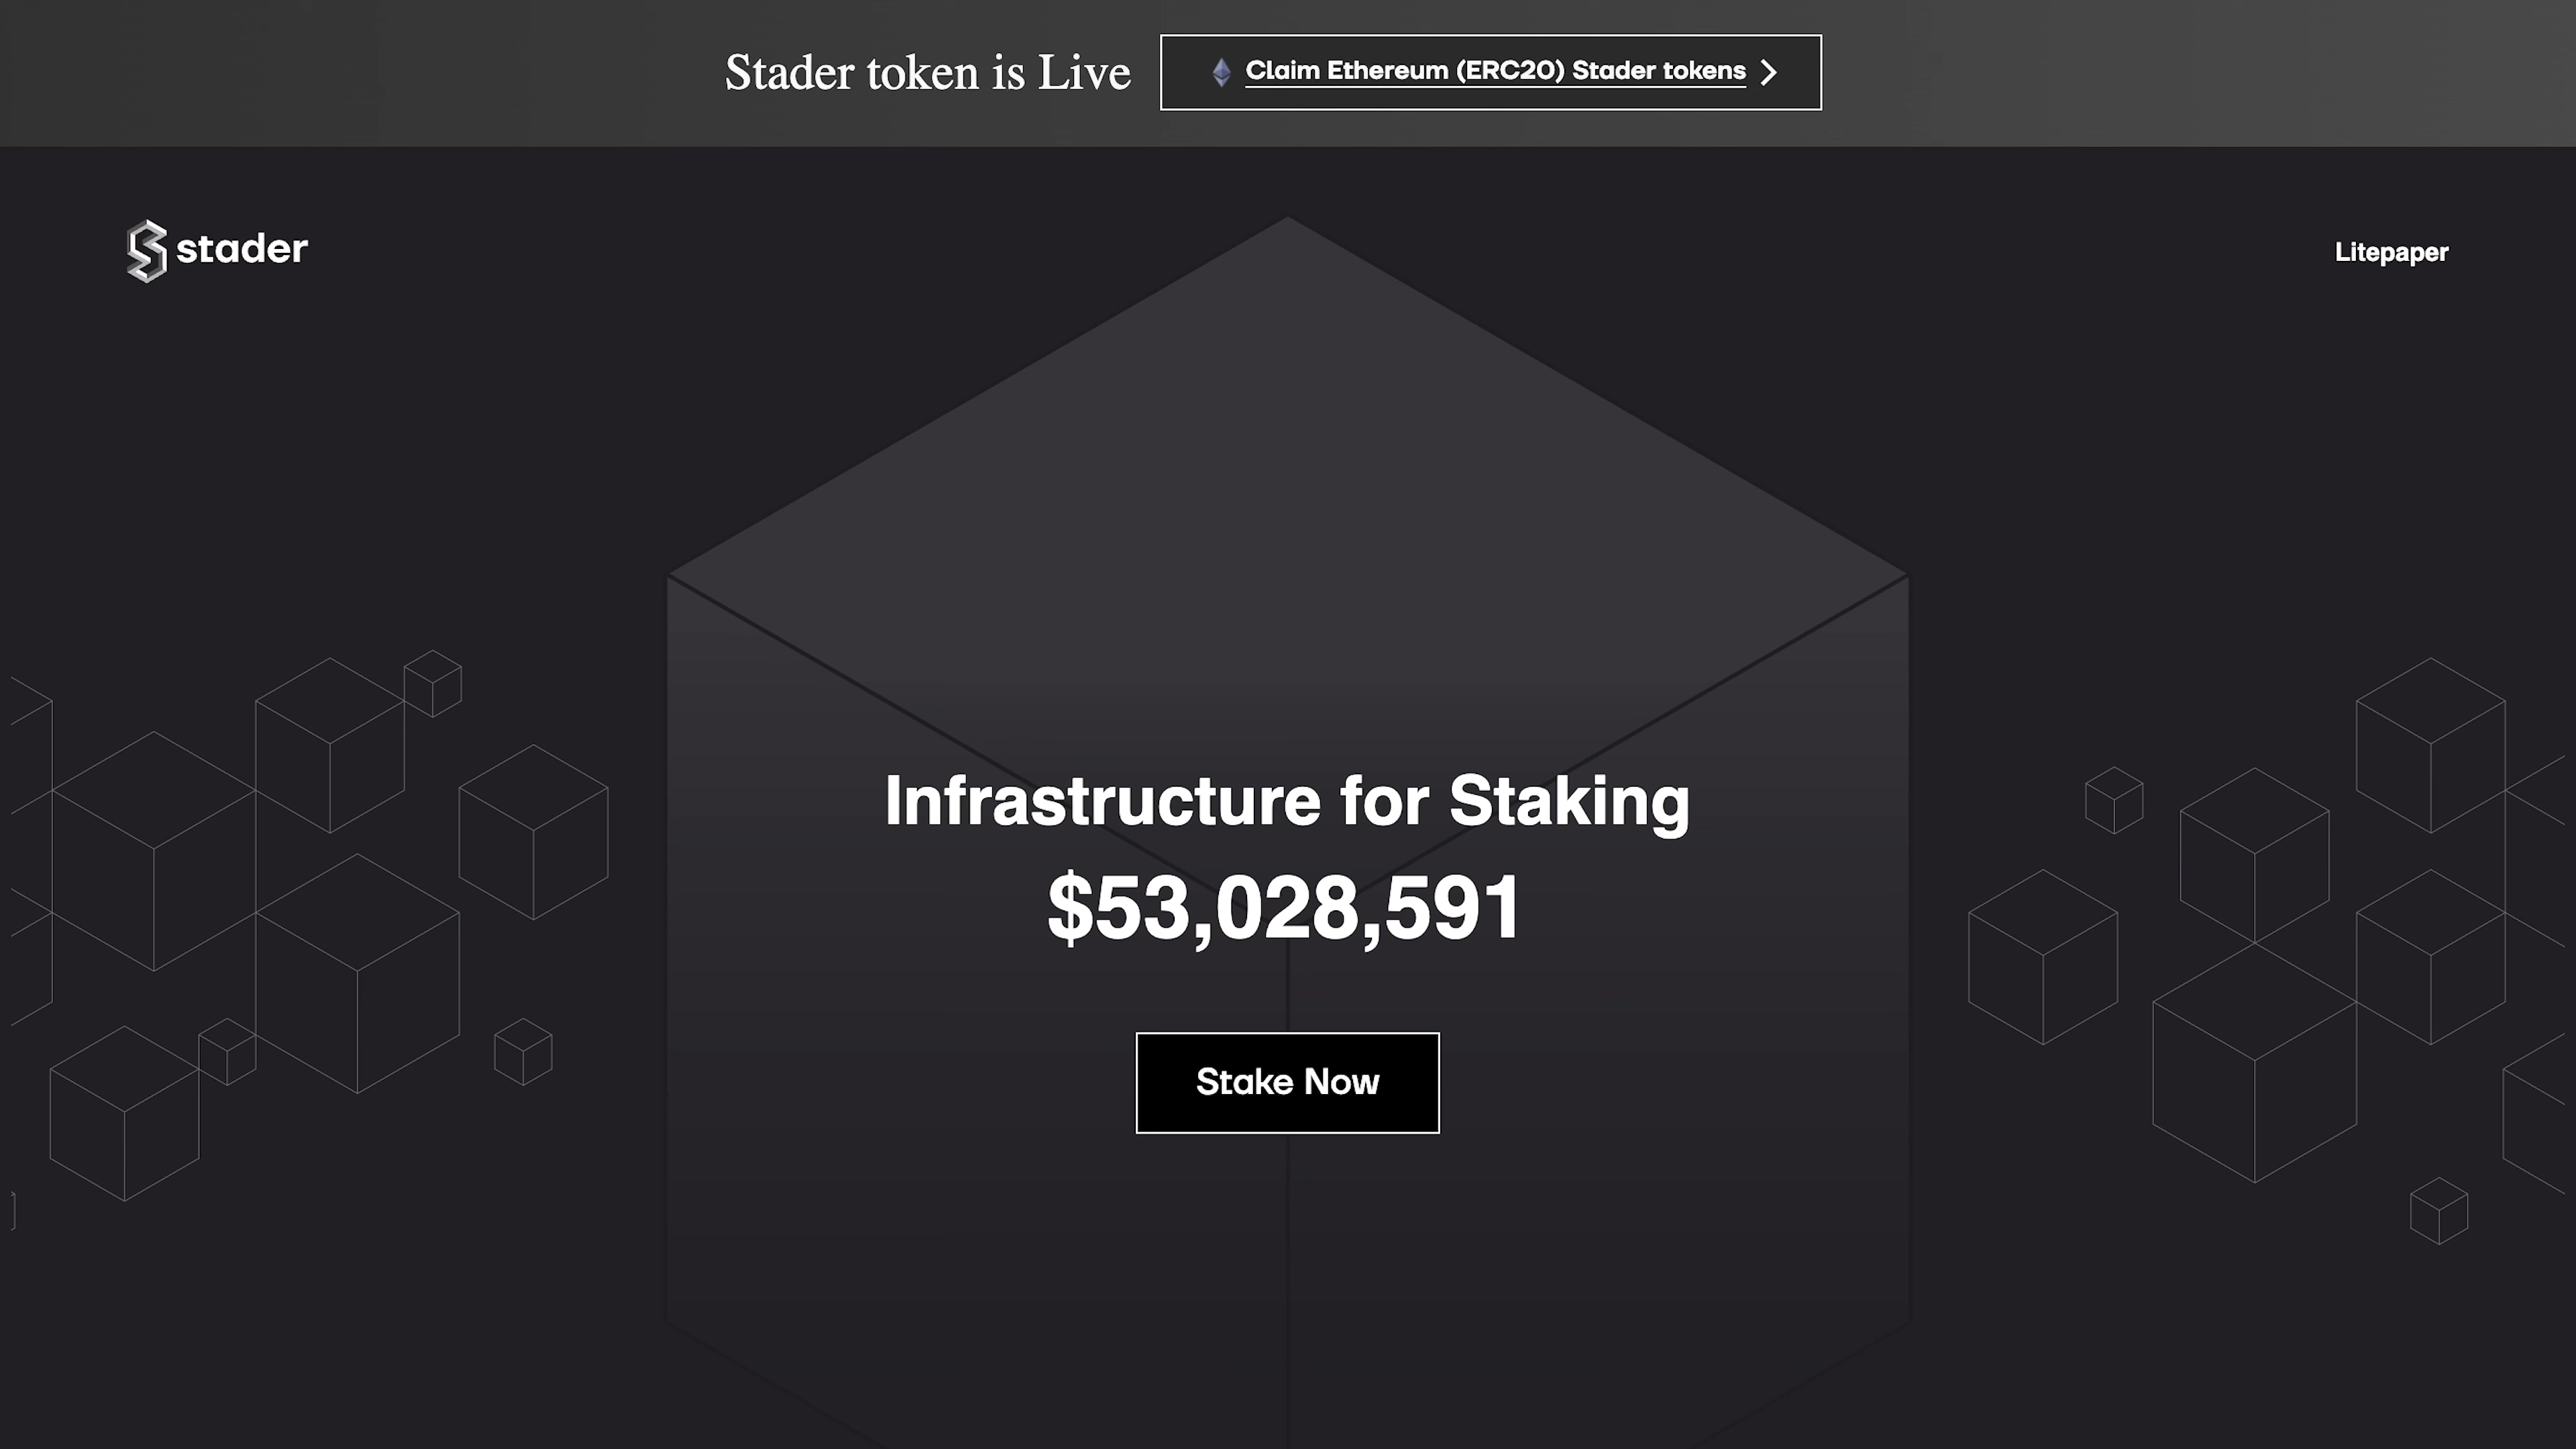 Stader token is Live
Claim Ethereum (ERC20) Stader tokens
stader
Litepaper
Infrastructure for Staking
$53,028,591
Stake Now